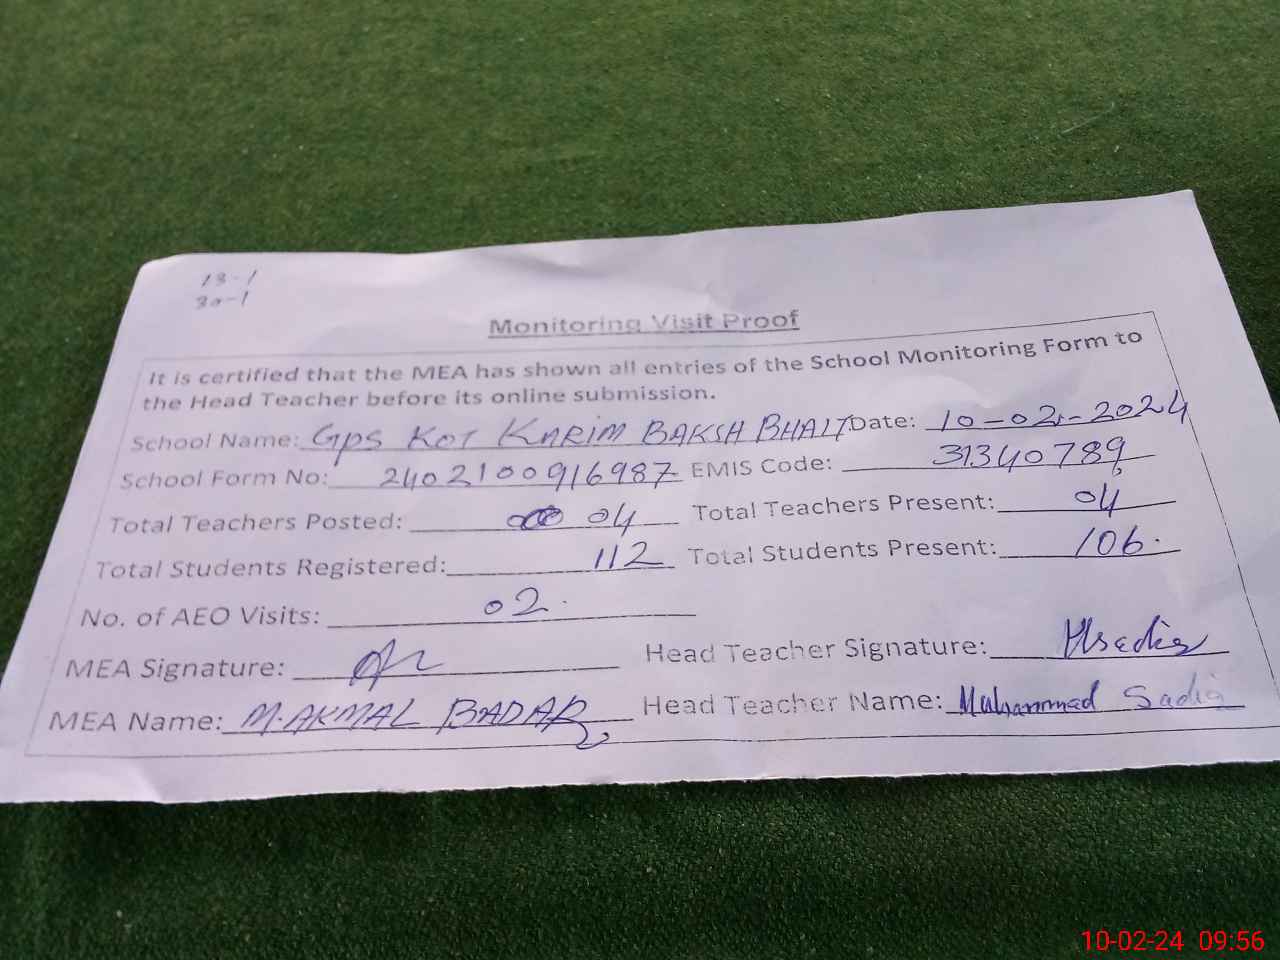 13-1
30-1
Monitoring Visit Proof
It is certified that the MEA has shown all entries of the School Monitoring Form to
the Head Teacher before its online submission.
School Name: GPS KOT KARIM BAKSH BHATT Date: 10-02-2024
School Form No: 2402100916987 EMIS Code: 31340789
Total Teachers Posted: 04 Total Teachers Present: 04
Total Students Registered: 112 Total Students Present: 106.
No. of AEO Visits: 02.
MEA Signature: Head Teacher Signature:
MEA Name: M. AKMAL BADAR Head Teacher Name: Muhammad Sadiq
10-02-24 09:56